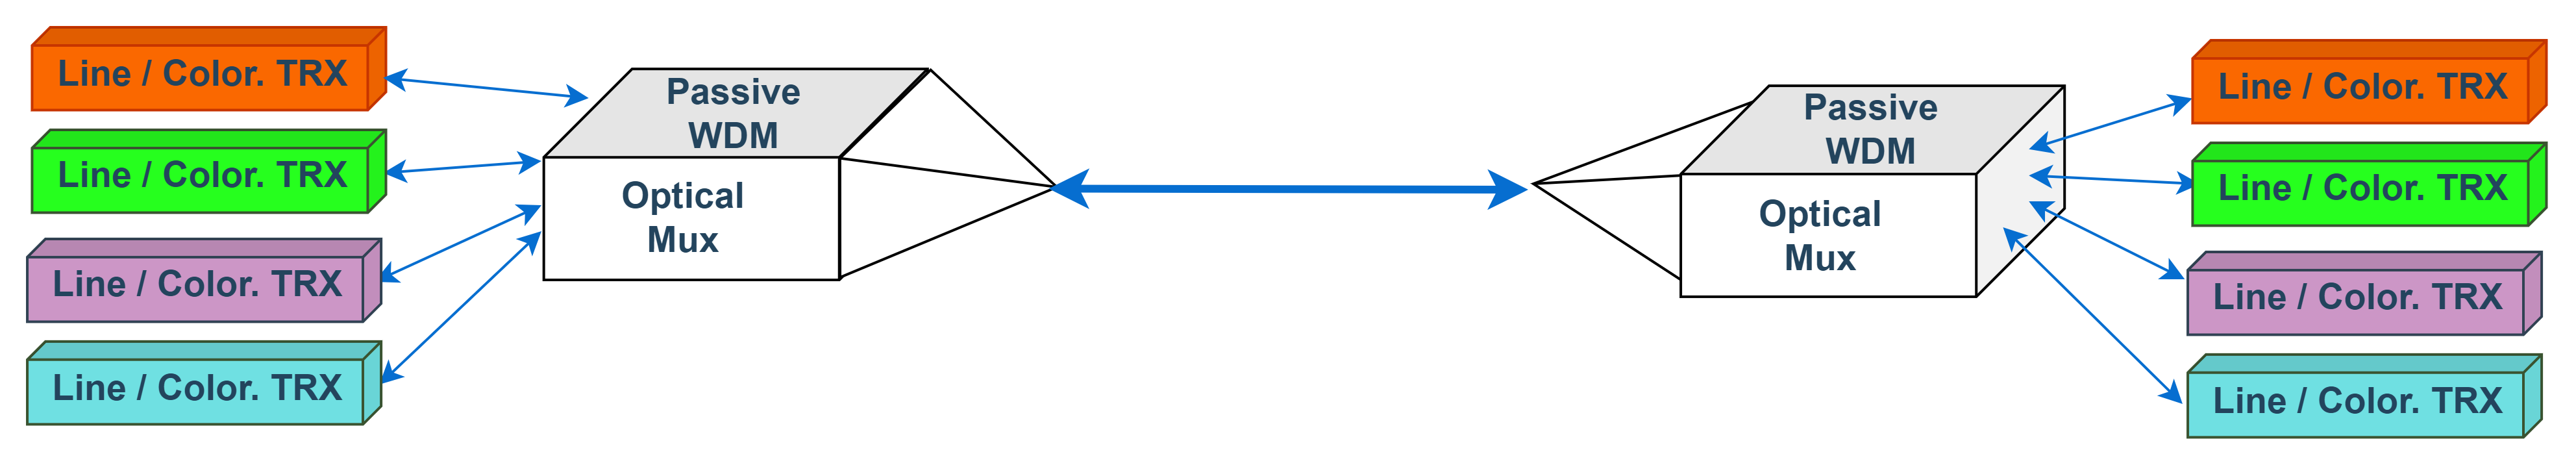 Line / Color. TRX
Line / Color. TRX
Line / Color. TRX
Line / Color. TRX
Passive
WDM
Optical
Mux
Passive
WDM
Optical
Mux
Line / Color. TRX
Line / Color. TRX
Line / Color. TRX
Line / Color. TRX